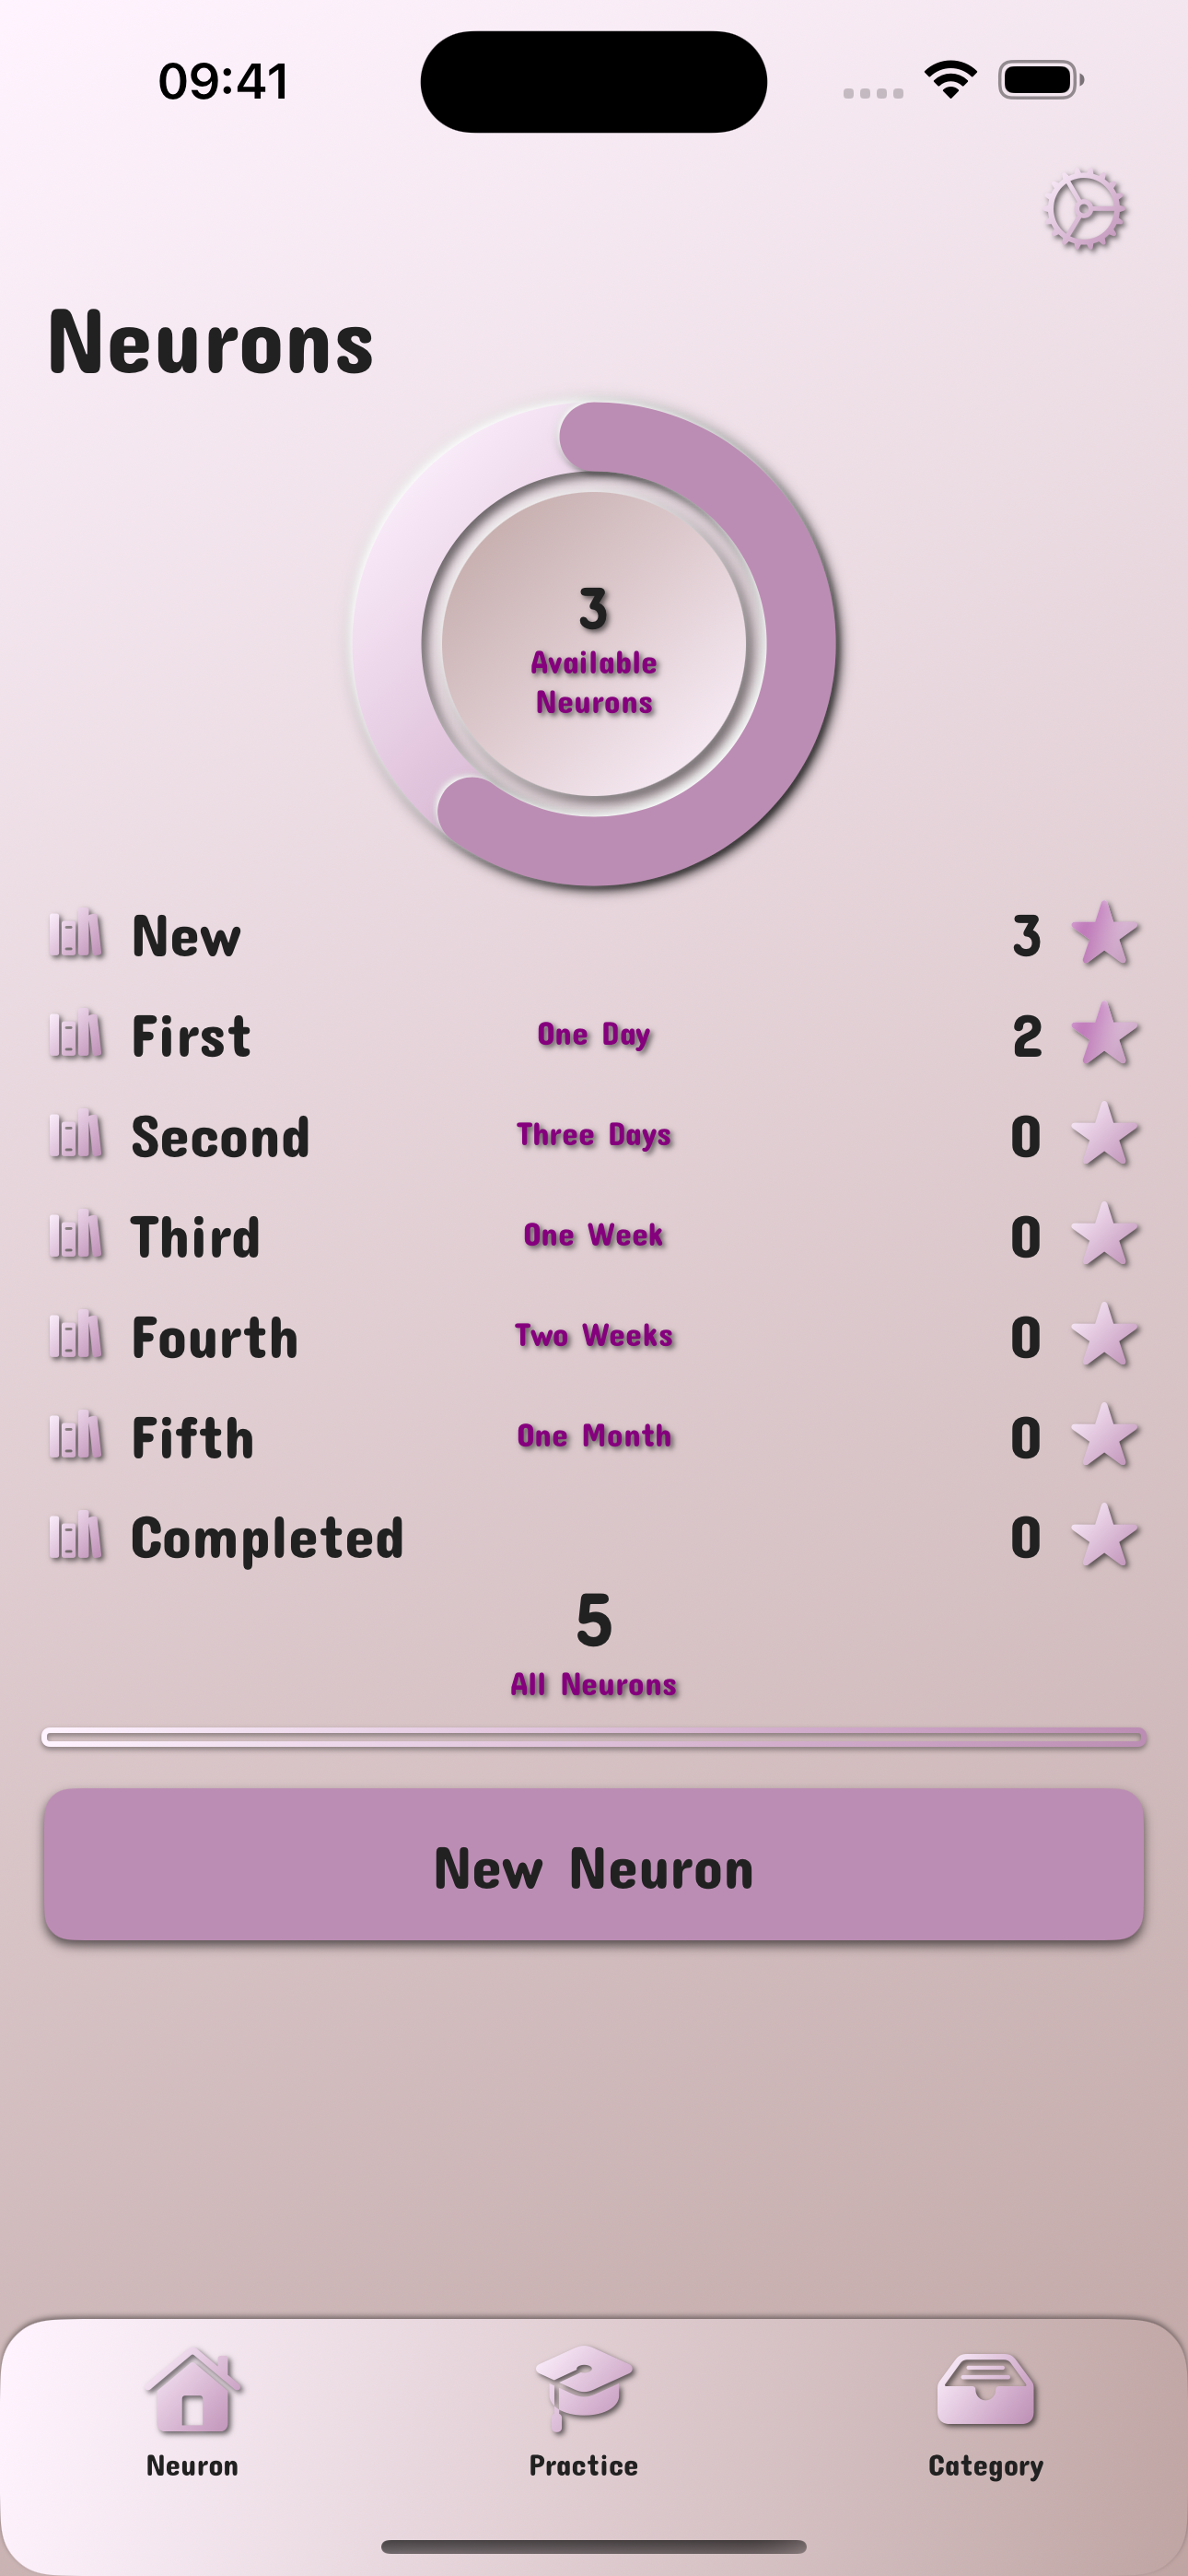 09:41
Neurons
3
Available
Neurons
New 3
First One Day 2
Second Three Days 0
Third One Week 0
Fourth Two Weeks 0
Fifth One Month 0
Completed 0
5
All Neurons
New Neuron
Neuron Practice Category